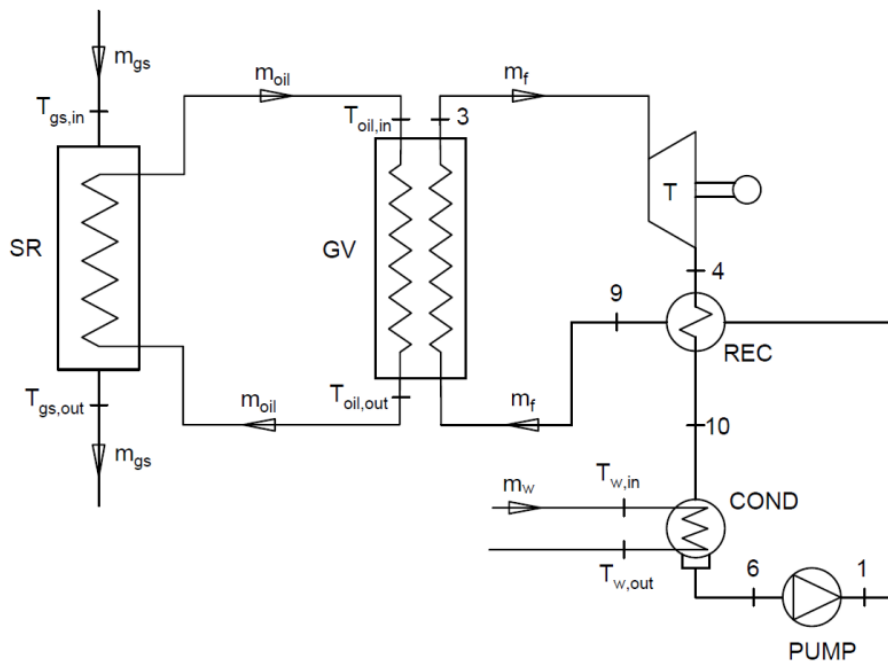 m_gs
m_oil
m_f
T_gs,in
T_oil,in
3
SR
GV
T
4
9
REC
T_gs,out
m_oil
T_oil,out
m_f
10
m_gs
m_w
T_w,in
COND
T_w,out
6
1
PUMP